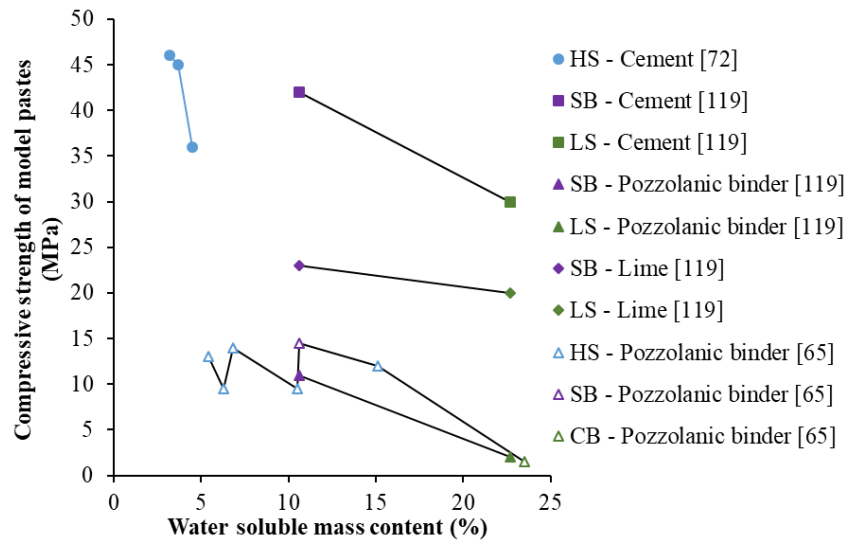 Compressive strength of model pastes
(MPa)
50
45
40
35
30
25
20
15
10
5
0
0 5 10 15 20 25
Water soluble mass content (%)
HS - Cement [72]
SB - Cement [119]
LS - Cement [119]
SB - Pozzolanic binder [119]
LS - Pozzolanic binder [119]
SB - Lime [119]
LS - Lime [119]
HS - Pozzolanic binder [65]
SB - Pozzolanic binder [65]
CB - Pozzolanic binder [65]